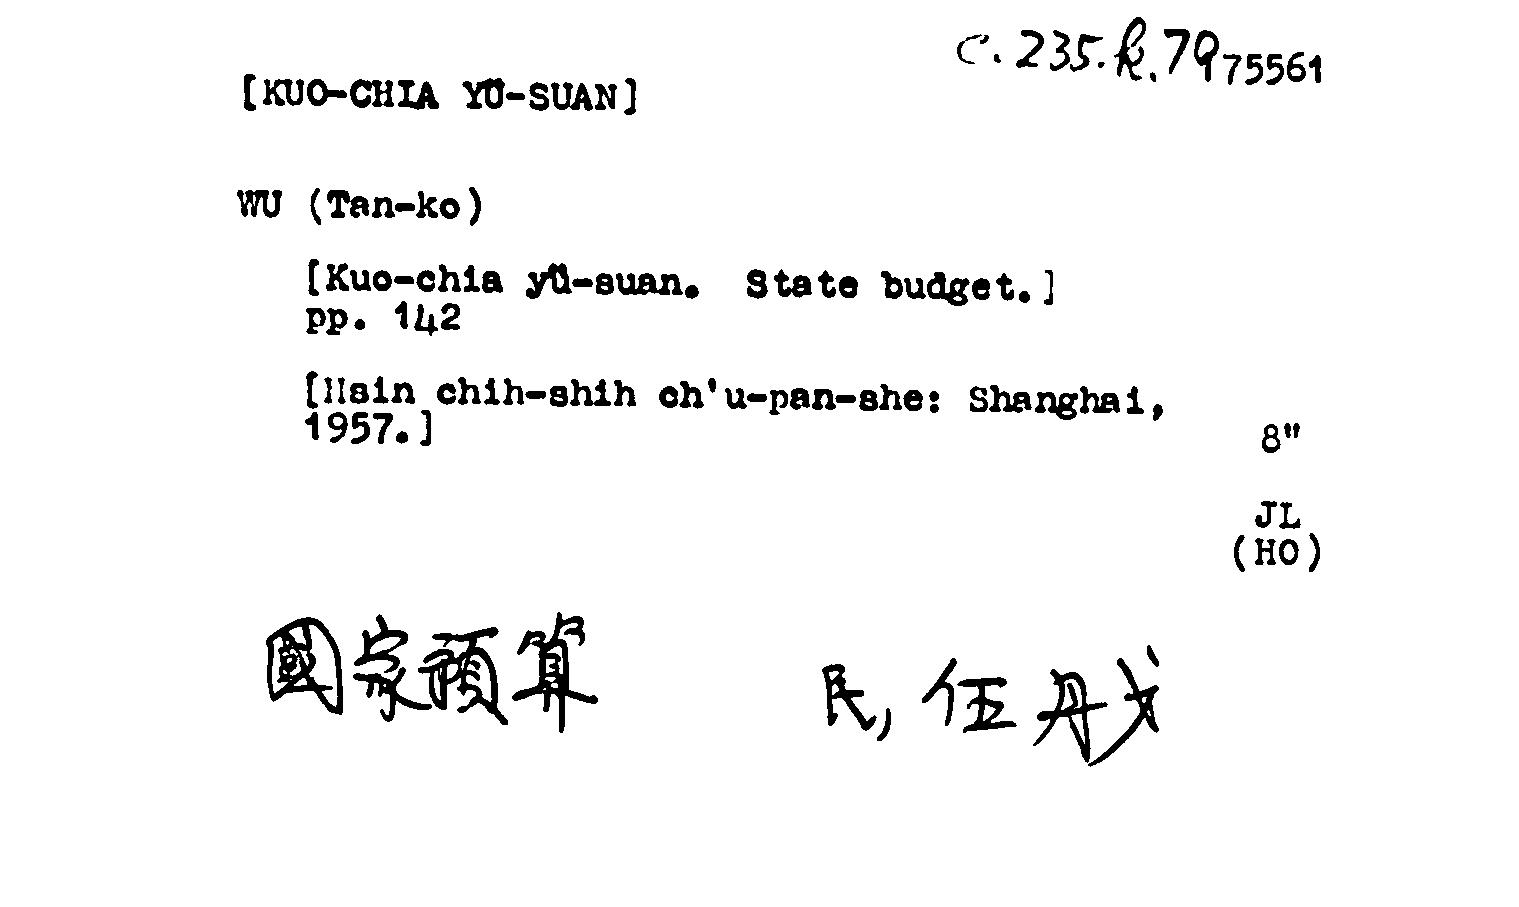 c.235.k.79 75561
[KUO-CHIA YÜ-SUAN]
WU (Tan-ko)
[Kuo-chia yü-suan. State budget.]
pp. 142
[Hsin chih-shih ch'u-pan-she: Shanghai,
1957.]
8"
JL
(HO)
國家預算 民, 伍丹戈